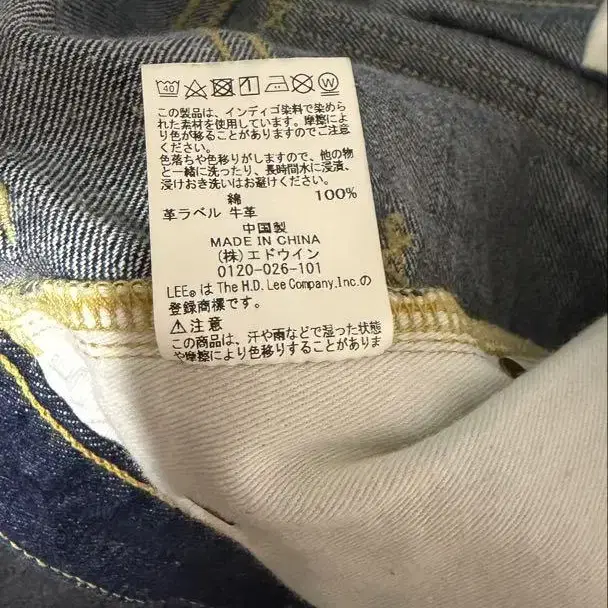 40 1 W
この製品は、インディゴ染料で染めら
れた素材を使用しています。摩擦によ
り色が移ることがありますのでご注意
ください。
色落ちや色移りがしますので、他の物
と一緒に洗ったり、長時間水に浸漬、
浸けおき洗いはお避けください。
綿 100%
革ラベル 牛革
中国製
MADE IN CHINA
(株)エドウイン
0120-026-101
LEE® は The H.D. Lee Company, Inc.の
登録商標です。
⚠注意
この商品は、汗や雨などで湿った状態
や摩擦により色移りすることがありま